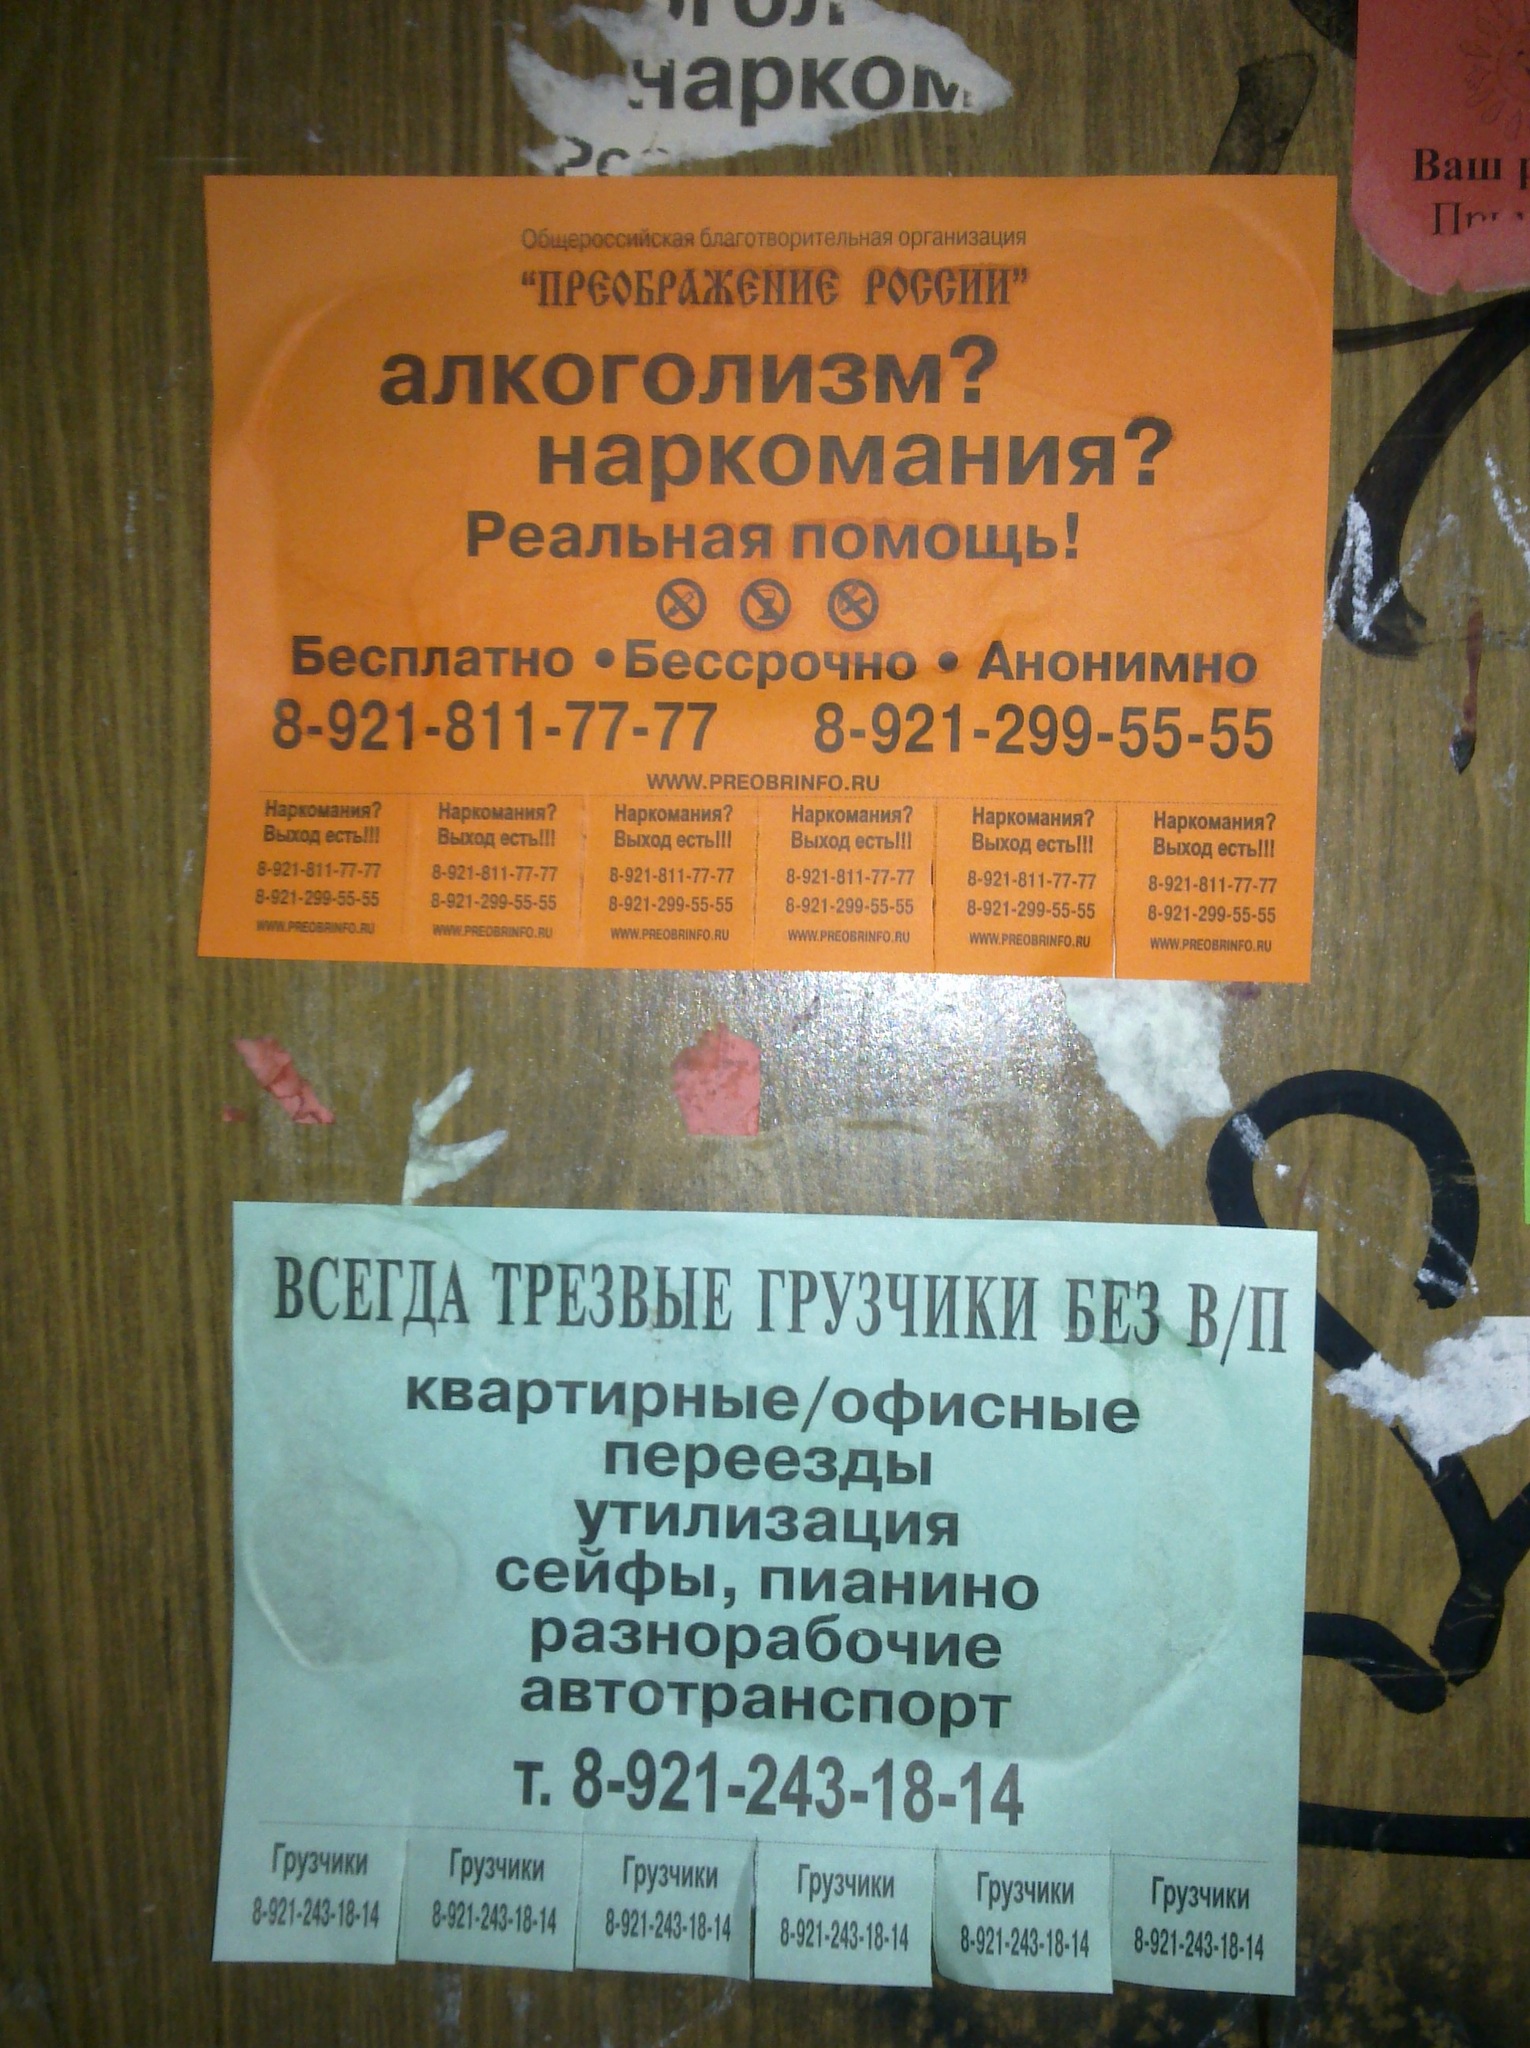 нарком
Ваш
Общероссийская благотворительная организация
“ПРЕОБРАЖЕНИЕ РОССИИ”
алкоголизм?
наркомания?
Реальная помощь!
Бесплатно • Бессрочно • Анонимно
8-921-811-77-77 8-921-299-55-55
WWW.PREOBRINFO.RU
Наркомания? Наркомания? Наркомания? Наркомания? Наркомания? Наркомания?
Выход есть!!! Выход есть!!! Выход есть!!! Выход есть!!! Выход есть!!! Выход есть!!!
8-921-811-77-77 8-921-811-77-77 8-921-811-77-77 8-921-811-77-77 8-921-811-77-77 8-921-811-77-77
8-921-299-55-55 8-921-299-55-55 8-921-299-55-55 8-921-299-55-55 8-921-299-55-55 8-921-299-55-55
WWW.PREOBRINFO.RU WWW.PREOBRINFO.RU WWW.PREOBRINFO.RU WWW.PREOBRINFO.RU WWW.PREOBRINFO.RU WWW.PREOBRINFO.RU
ВСЕГДА ТРЕЗВЫЕ ГРУЗЧИКИ БЕЗ В/П
квартирные/офисные
переезды
утилизация
сейфы, пианино
разнорабочие
автотранспорт
т. 8-921-243-18-14
Грузчики Грузчики Грузчики Грузчики Грузчики Грузчики
8-921-243-18-14 8-921-243-18-14 8-921-243-18-14 8-921-243-18-14 8-921-243-18-14 8-921-243-18-14